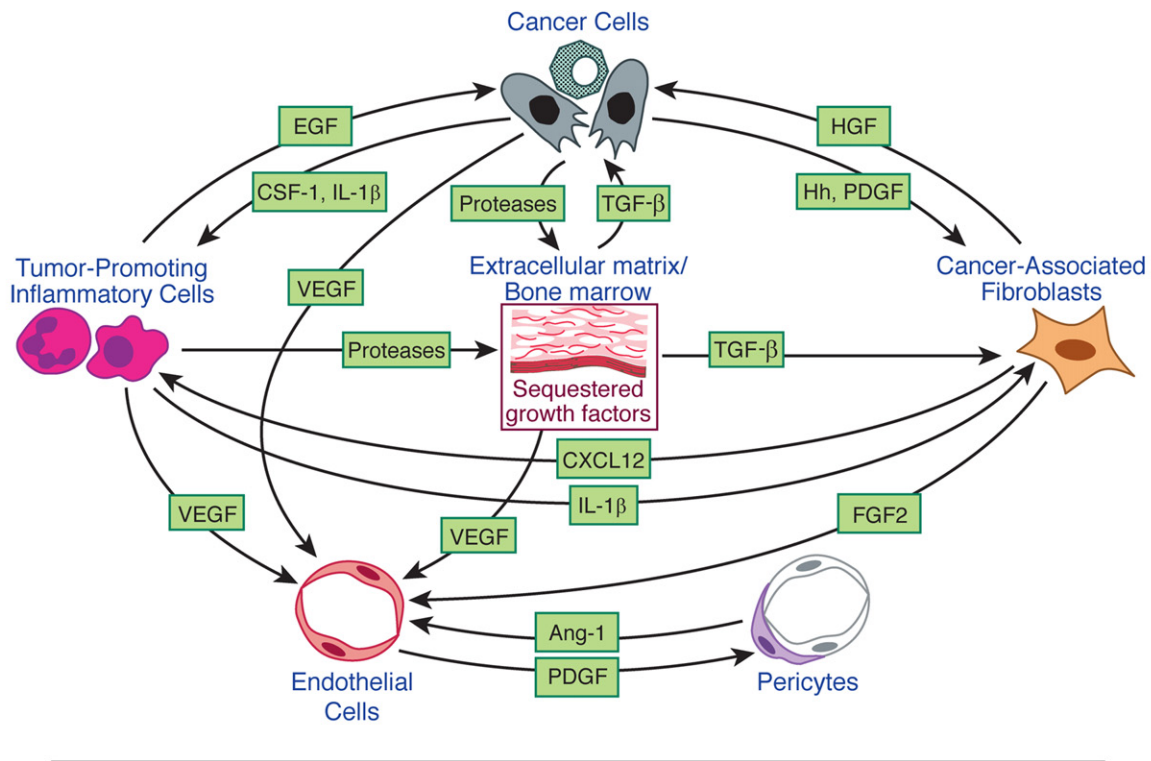 Cancer Cells
EGF
HGF
CSF-1, IL-1β
Proteases
TGF-β
Hh, PDGF
Tumor-Promoting
Inflammatory Cells
VEGF
Extracellular matrix/
Bone marrow
Cancer-Associated
Fibroblasts
Proteases
TGF-β
Sequestered
growth factors
CXCL12
IL-1β
VEGF
VEGF
FGF2
Ang-1
PDGF
Endothelial
Cells
Pericytes